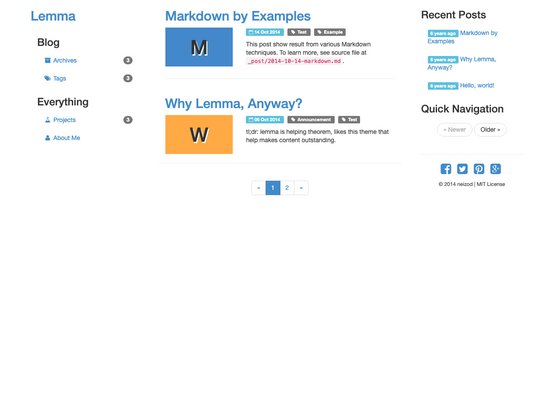 Lemma
Blog
Archives 3
Tags 3
Everything
Projects 3
About Me
Markdown by Examples
M
14 Oct 2014 Test Example
This post show result from various Markdown
techniques. To learn more, see source file at
_post/2014-10-14-markdown.md .
Why Lemma, Anyway?
W
06 Oct 2014 Announcement Test
tl;dr: lemma is helping theorem, likes this theme that
help makes content outstanding.
« 1 2 »
Recent Posts
6 years ago Markdown by
Examples
6 years ago Why Lemma,
Anyway?
6 years ago Hello, world!
Quick Navigation
« Newer Older »
© 2014 neizod | MIT License